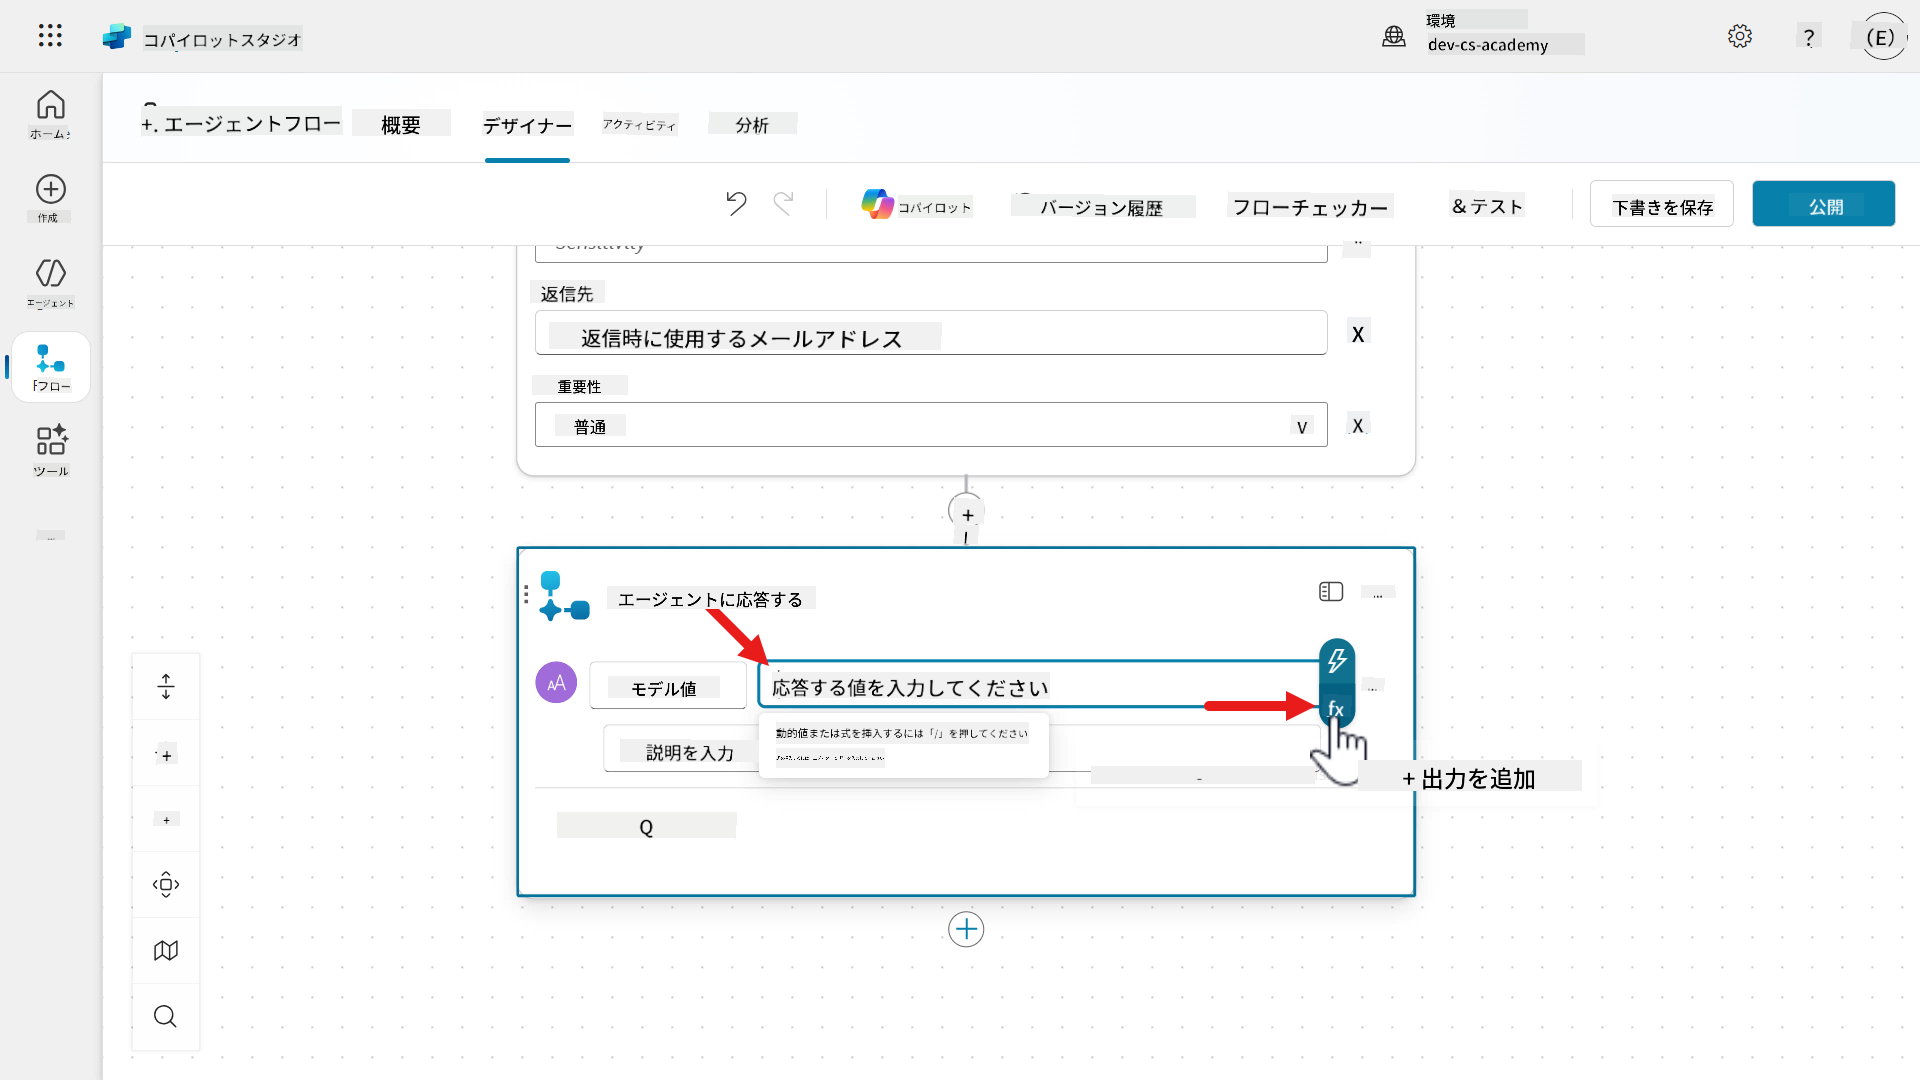 コパイロットスタジオ
環境
dev-cs-academy
?
(E)
+. エージェントフロー
概要
デザイナー
アクティビティ
分析
ホーム
作成
エージェント
Fフロー
ツール
コパイロット
バージョン履歴
フローチェッカー
& テスト
下書きを保存
公開
Sensitivity
返信先
返信時に使用するメールアドレス
X
重要性
普通
V
X
+
エージェントに応答する
...
AA
モデル値
応答する値を入力してください
fx
...
動的値または式を挿入するには「/」を押してください
説明を入力
+ 出力を追加
Q
+
+